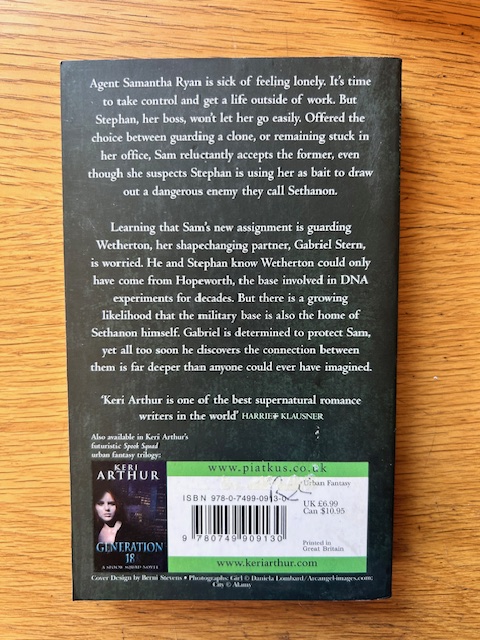 Agent Samantha Ryan is sick of feeling lonely. It's time
to take control and get a life outside of work. But
Stephan, her boss, won't let her go easily. Offered the
choice between guarding a clone, or remaining stuck in
her office, Sam reluctantly accepts the former, even
though she suspects Stephan is using her as bait to draw
out a dangerous enemy they call Sethanon.
Learning that Sam's new assignment is guarding
Wetherton, her shapechanging partner, Gabriel Stern,
is worried. He and Stephan know Wetherton could only
have come from Hopeworth, the base involved in DNA
experiments for decades. But there is a growing
likelihood that the military base is also the home of
Sethanon himself. Gabriel is determined to protect Sam,
yet all too soon he discovers the connection between
them is far deeper than anyone could ever have imagined.
'Keri Arthur is one of the best supernatural romance
writers in the world' HARRIET KLAUSNER
Also available in Keri Arthur's
futuristic Spook Squad
urban fantasy trilogy:
KERI
ARTHUR
GENERATION
18
A SPOOK SQUAD NOVEL
www.piatkus.co.uk
Urban Fantasy
ISBN 978-0-7499-0913-0
UK £6.99
Can $10.95
9 780749 909130
Printed in
Great Britain
www.keriarthur.com
Cover Design by Berni Stevens • Photographs: Girl © Daniela Lombard/Arcangel-images.com;
City © Alamy